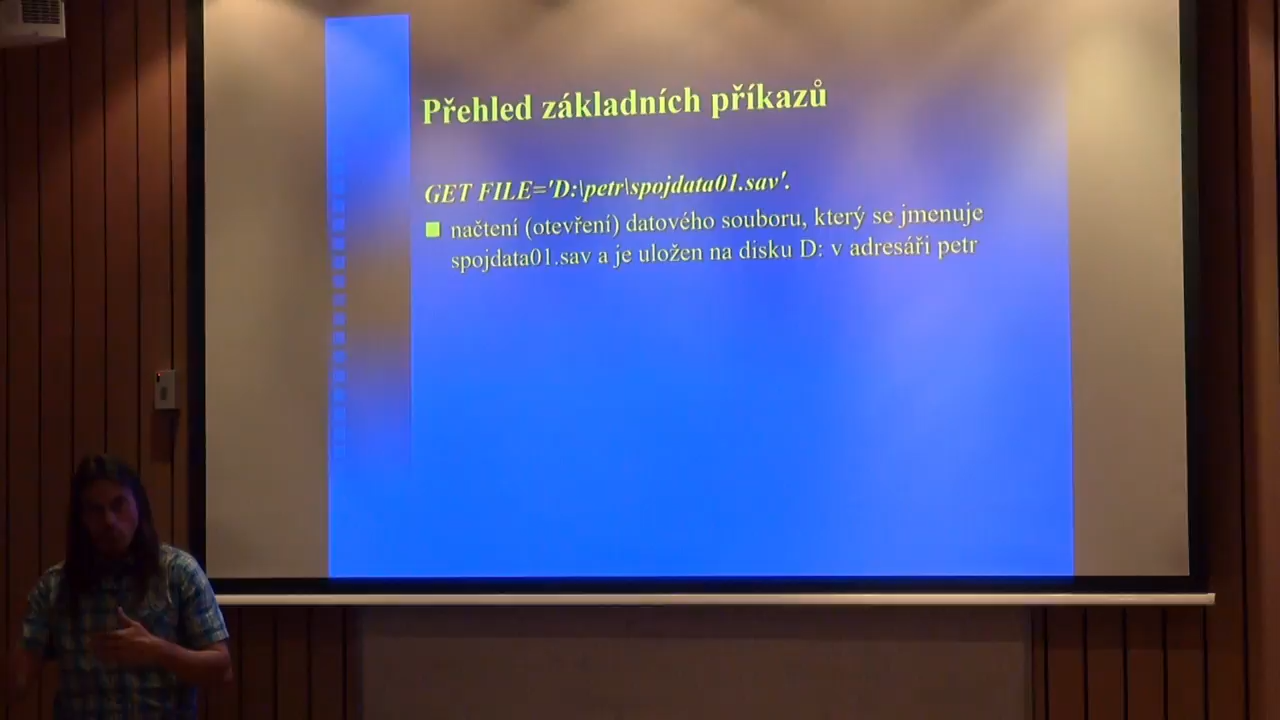 Přehled základních příkazů
GET FILE='D:\petr\spojdata01.sav'.
načtení (otevření) datového souboru, který se jmenuje
spojdata01.sav a je uložen na disku D: v adresáři petr